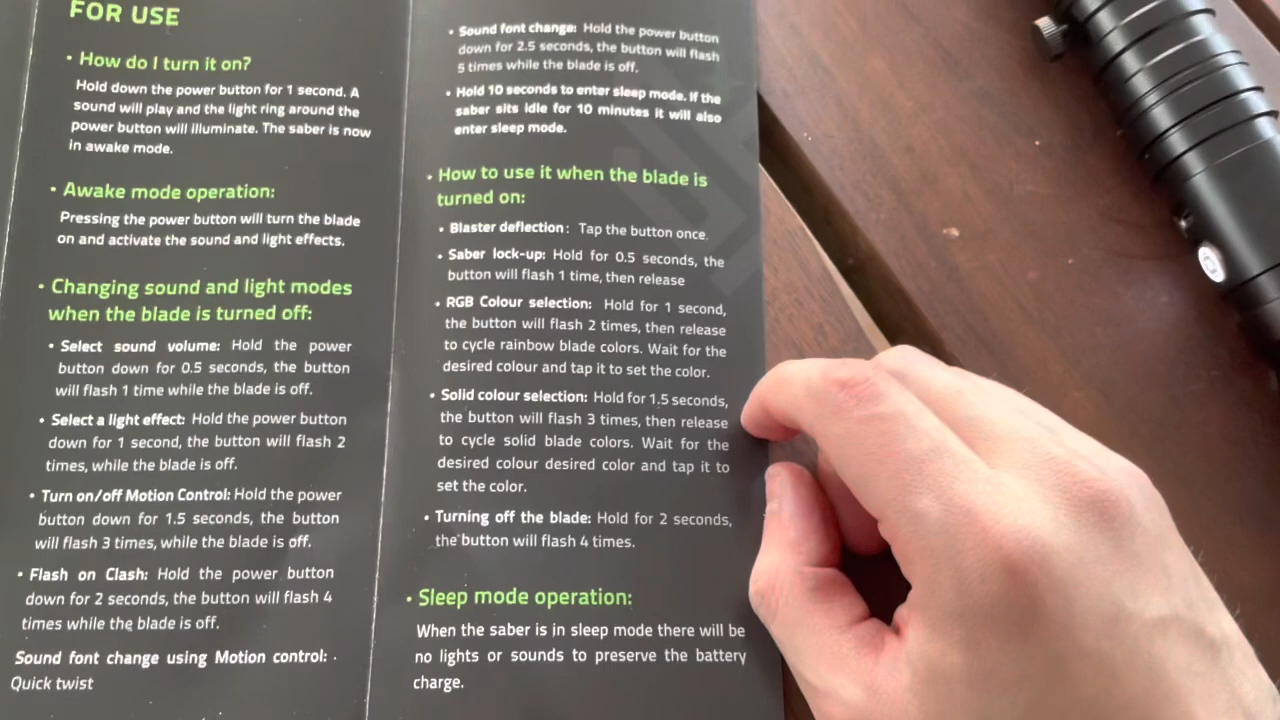 FOR USE
• How do I turn it on?
Hold down the power button for 1 second. A
sound will play and the light ring around the
power button will illuminate. The saber is now
in awake mode.
• Awake mode operation:
Pressing the power button will turn the blade
on and activate the sound and light effects.
• Changing sound and light modes
when the blade is turned off:
• Select sound volume: Hold the power
button down for 0.5 seconds, the button
will flash 1 time while the blade is off.
• Select a light effect: Hold the power button
down for 1 second, the button will flash 2
times, while the blade is off.
• Turn on/off Motion Control: Hold the power
button down for 1.5 seconds, the button
will flash 3 times, while the blade is off.
• Flash on Clash: Hold the power button
down for 2 seconds, the button will flash 4
times while the blade is off.
Sound font change using Motion control: ·
Quick twist
• Sound font change: Hold the power button
down for 2.5 seconds, the button will flash
5 times while the blade is off.
• Hold 10 seconds to enter sleep mode. If the
saber sits idle for 10 minutes it will also
enter sleep mode.
• How to use it when the blade is
turned on:
• Blaster deflection: Tap the button once.
• Saber lock-up: Hold for 0.5 seconds, the
button will flash 1 time, then release
• RGB Colour selection: Hold for 1 second,
the button will flash 2 times, then release
to cycle rainbow blade colors. Wait for the
desired colour and tap it to set the color.
• Solid colour selection: Hold for 1.5 seconds,
the button will flash 3 times, then release
to cycle solid blade colors. Wait for the
desired colour desired color and tap it to
set the color.
• Turning off the blade: Hold for 2 seconds,
the button will flash 4 times.
• Sleep mode operation:
When the saber is in sleep mode there will be
no lights or sounds to preserve the battery
charge.